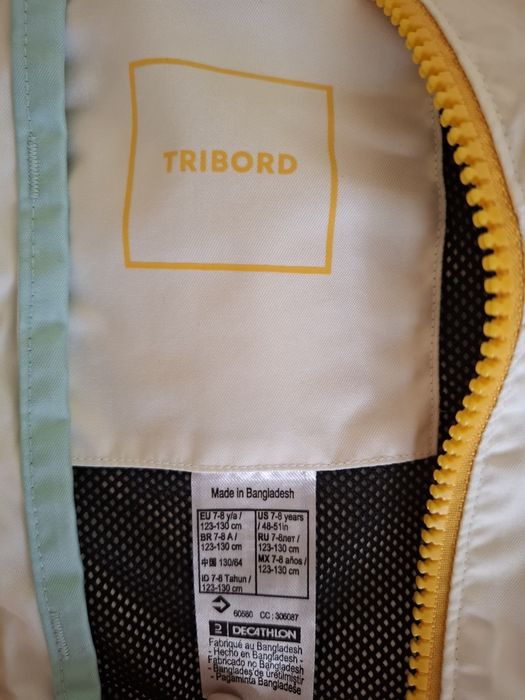 TRIBORD
Made in Bangladesh
EU 7-8 y/a /
123-130 cm
BR 7-8 A /
123-130 cm
中国 130/64
ID 7-8 Tahun /
123-130 cm
US 7-8 years
/ 48-51in
RU 7-8лет /
123-130 cm
MX 7-8 años /
123-130 cm
60560 CC : 306087
DECATHLON
Fabriqué au Bangladesh
- Hecho en Bangladesh -
Fabricado no Bangladesh
- Bangladeş'de üretilmiştir
- Pagaminta Bangladeše